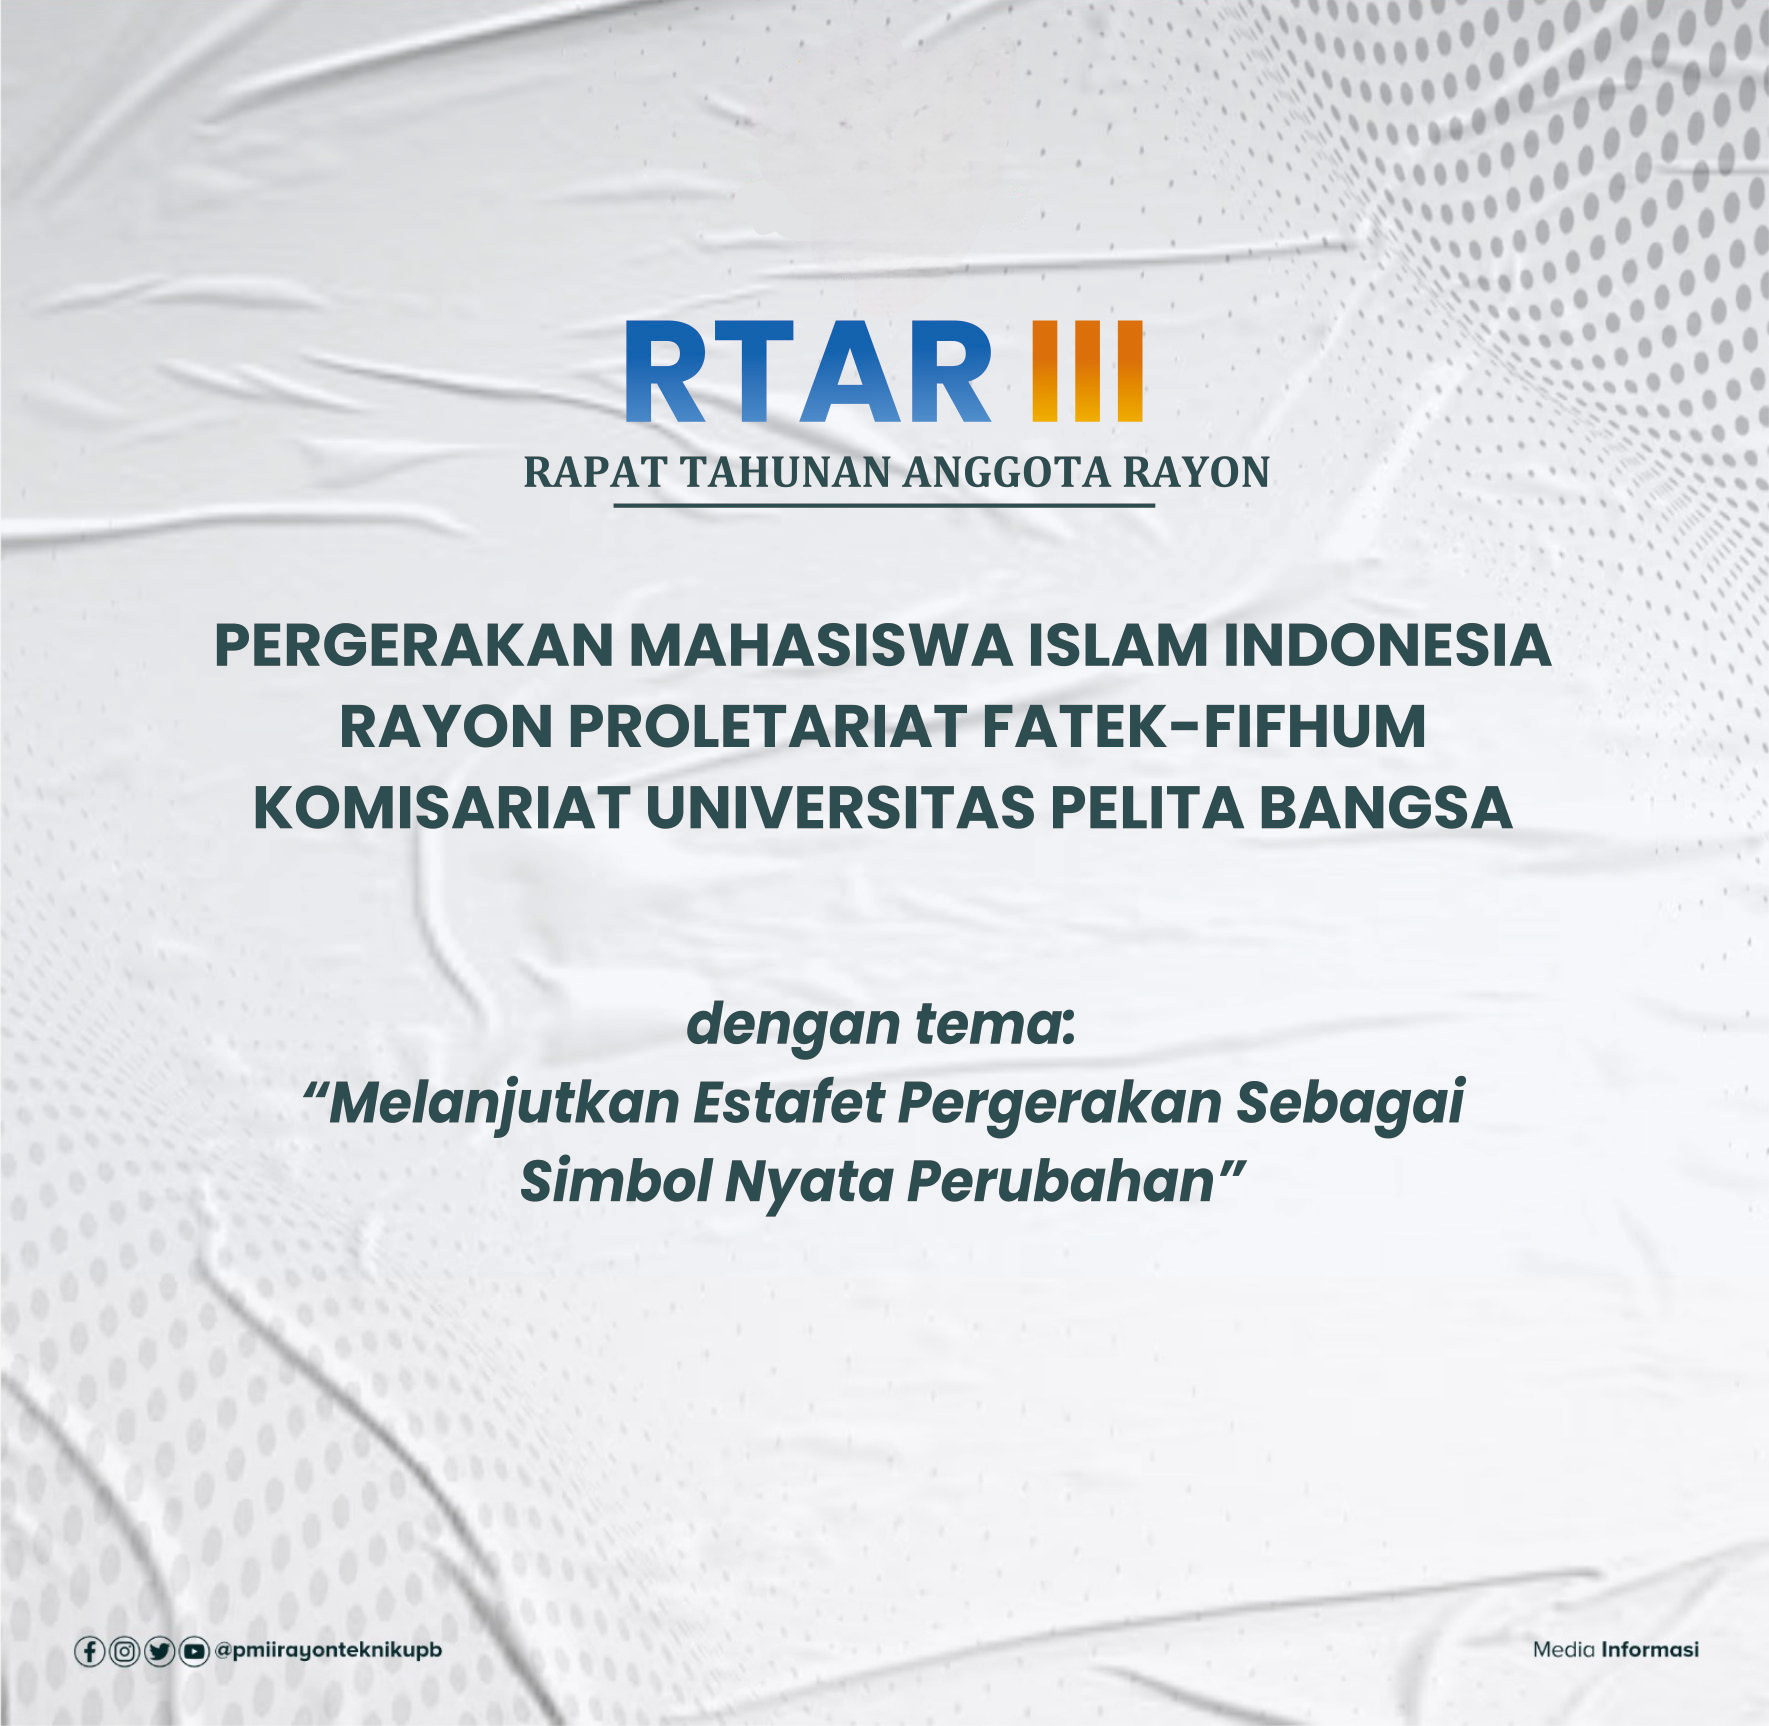 RTAR III
RAPAT TAHUNAN ANGGOTA RAYON
PERGERAKAN MAHASISWA ISLAM INDONESIA
RAYON PROLETARIAT FATEK-FIFHUM
KOMISARIAT UNIVERSITAS PELITA BANGSA
dengan tema:
“Melanjutkan Estafet Pergerakan Sebagai
Simbol Nyata Perubahan”
@pmiirayonteknikupb
Media Informasi